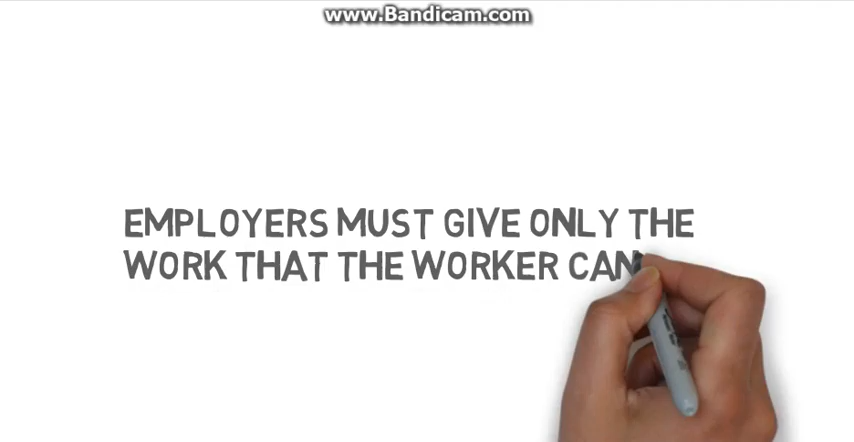 www.Bandicam.com
EMPLOYERS MUST GIVE ONLY THE
WORK THAT THE WORKER CAN